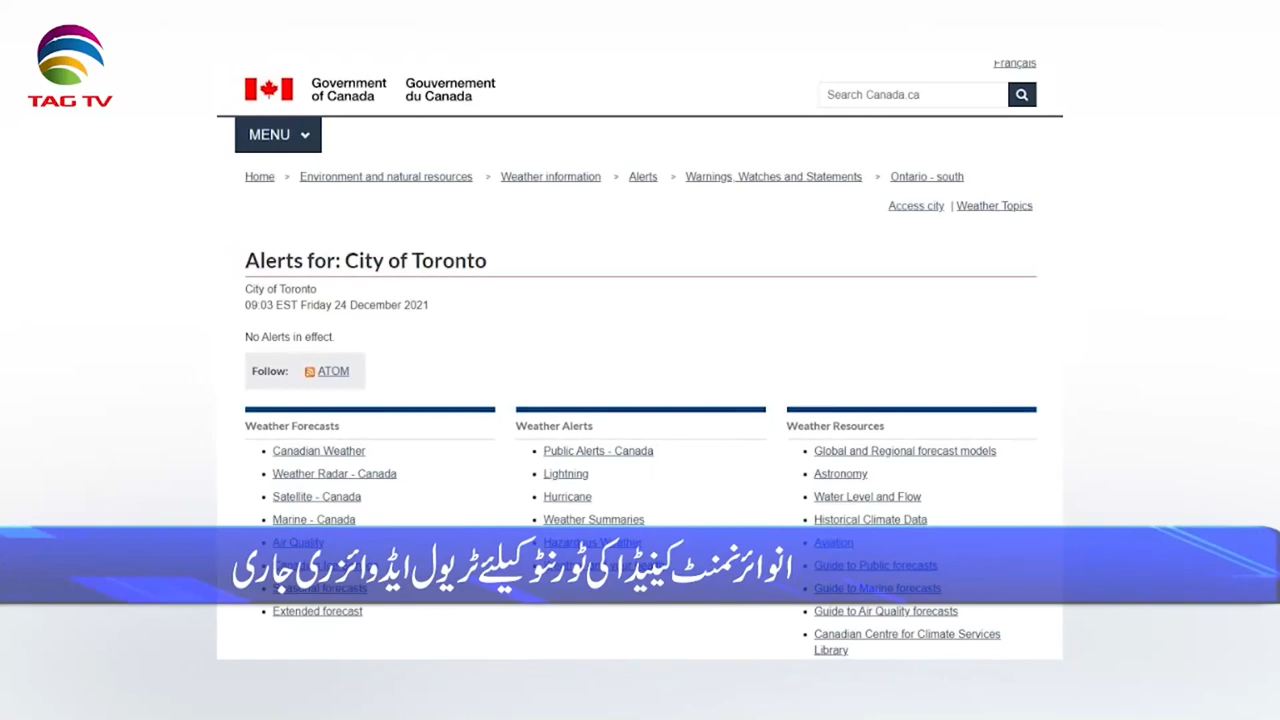 TAG TV
Français
Government of Canada
Gouvernement du Canada
Search Canada.ca
MENU
Home > Environment and natural resources > Weather information > Alerts > Warnings, Watches and Statements > Ontario - south
Access city | Weather Topics
Alerts for: City of Toronto
City of Toronto
09:03 EST Friday 24 December 2021
No Alerts in effect.
Follow: ATOM
Weather Forecasts
Canadian Weather
Weather Radar - Canada
Satellite - Canada
Marine - Canada
Air Quality
Seasonal forecasts
Extended forecast
Weather Alerts
Public Alerts - Canada
Lightning
Hurricane
Weather Summaries
Hazardous Weather
Weather Resources
Global and Regional forecast models
Astronomy
Water Level and Flow
Historical Climate Data
Aviation
Guide to Public forecasts
Guide to Marine forecasts
Guide to Air Quality forecasts
Canadian Centre for Climate Services
Library
انوائرنمنٹ کینیڈا کی ٹورنٹو کیلئے ٹریول ایڈوائزری جاری